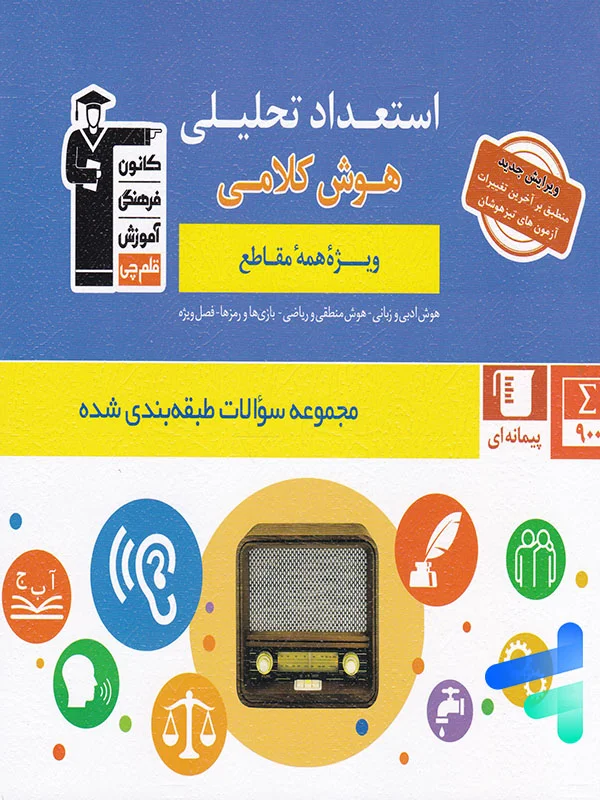 استعداد تحلیلی
هوش کلامی
ویژهٔ همهٔ مقاطع
هوش ادبی و زبانی - هوش منطقی و ریاضی - بازی‌ها و رمزها - فصل ویژه
کانون
فرهنگی
آموزش
قلم‌چی
ویرایش جدید
منطبق بر آخرین تغییرات
آزمون های تیزهوشان
مجموعه سؤالات طبقه‌بندی شده
پیمانه‌ای
Σ
۹۰۰
آ ب ج